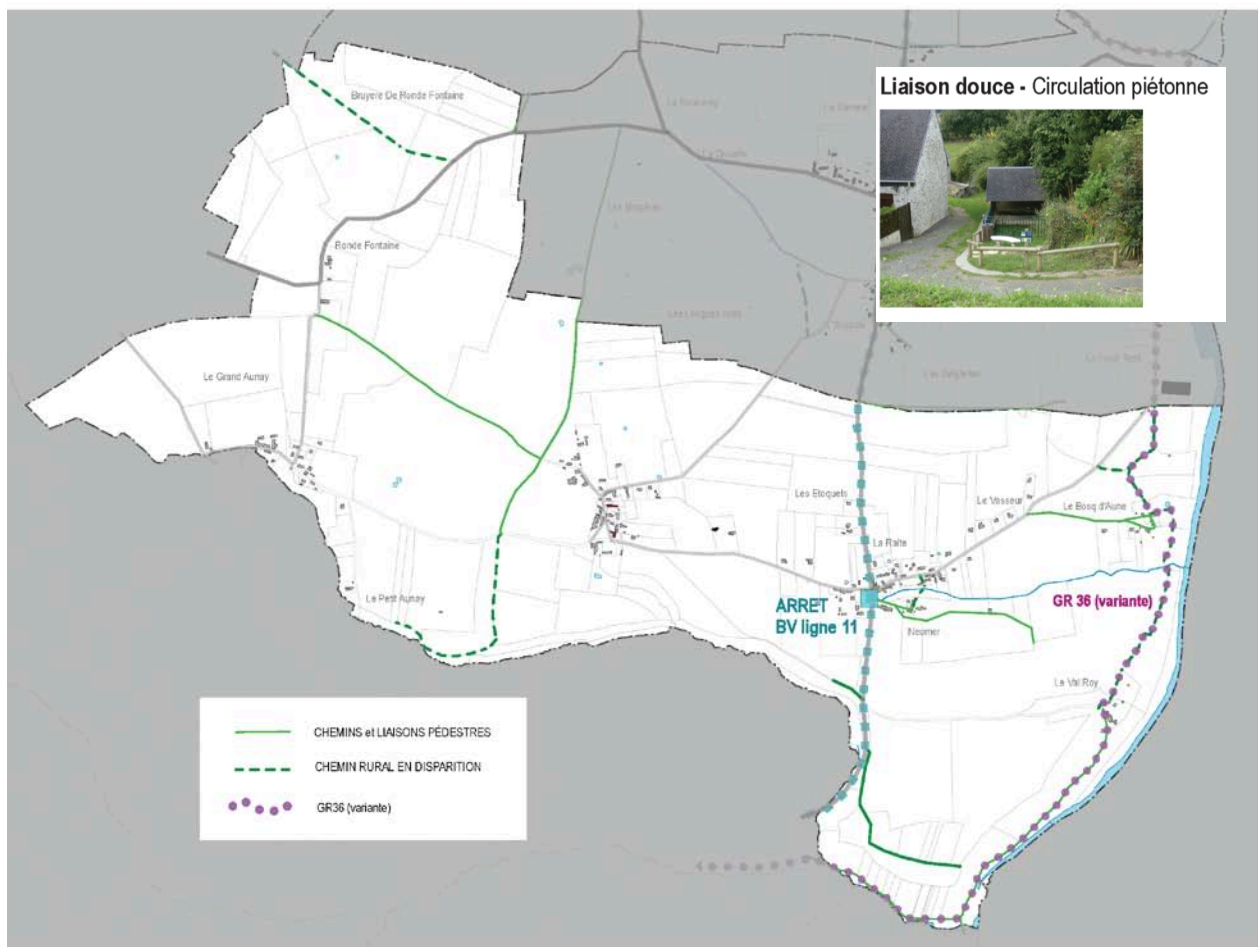 Liaison douce - Circulation piétonne
Bruyere De Ronde Fontaine
Ronde Fontaine
Le Grand Aunay
Le Petit Aunay
Les Etoquets
La Raite
Le Vasseur
Le Bosq d'Aune
ARRET
BV ligne 11
GR 36 (variante)
Neumer
Le Val Roy
CHEMINS et LIAISONS PÉDESTRES
CHEMIN RURAL EN DISPARITION
GR36 (variante)